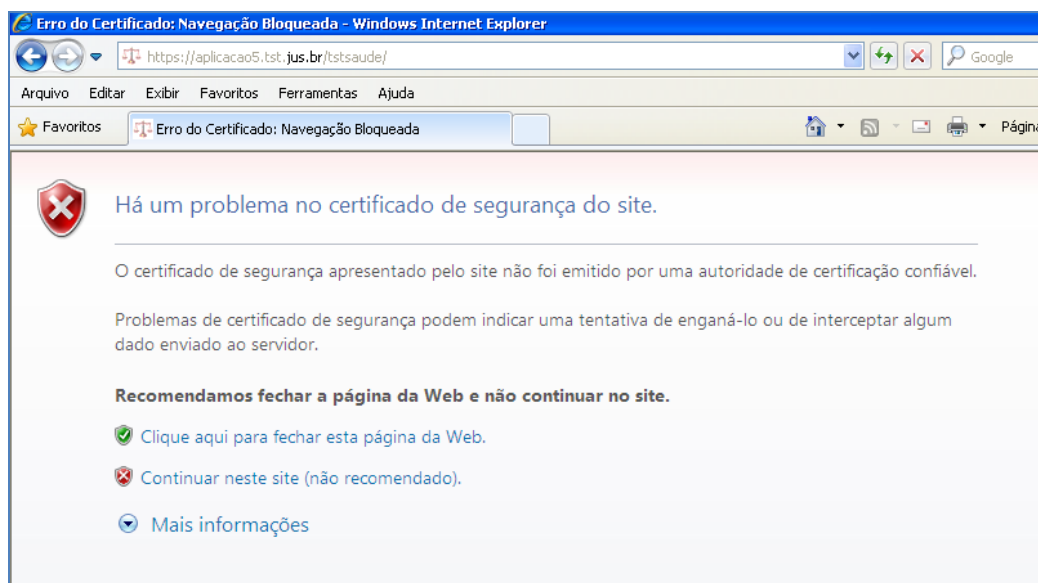 Erro do Certificado: Navegação Bloqueada - Windows Internet Explorer
https://aplicacao5.tst.jus.br/tstsaude/
Google
Arquivo Editar Exibir Favoritos Ferramentas Ajuda
Favoritos
Erro do Certificado: Navegação Bloqueada
Página
Há um problema no certificado de segurança do site.
O certificado de segurança apresentado pelo site não foi emitido por uma autoridade de certificação confiável.
Problemas de certificado de segurança podem indicar uma tentativa de enganá-lo ou de interceptar algum
dado enviado ao servidor.
Recomendamos fechar a página da Web e não continuar no site.
Clique aqui para fechar esta página da Web.
Continuar neste site (não recomendado).
Mais informações